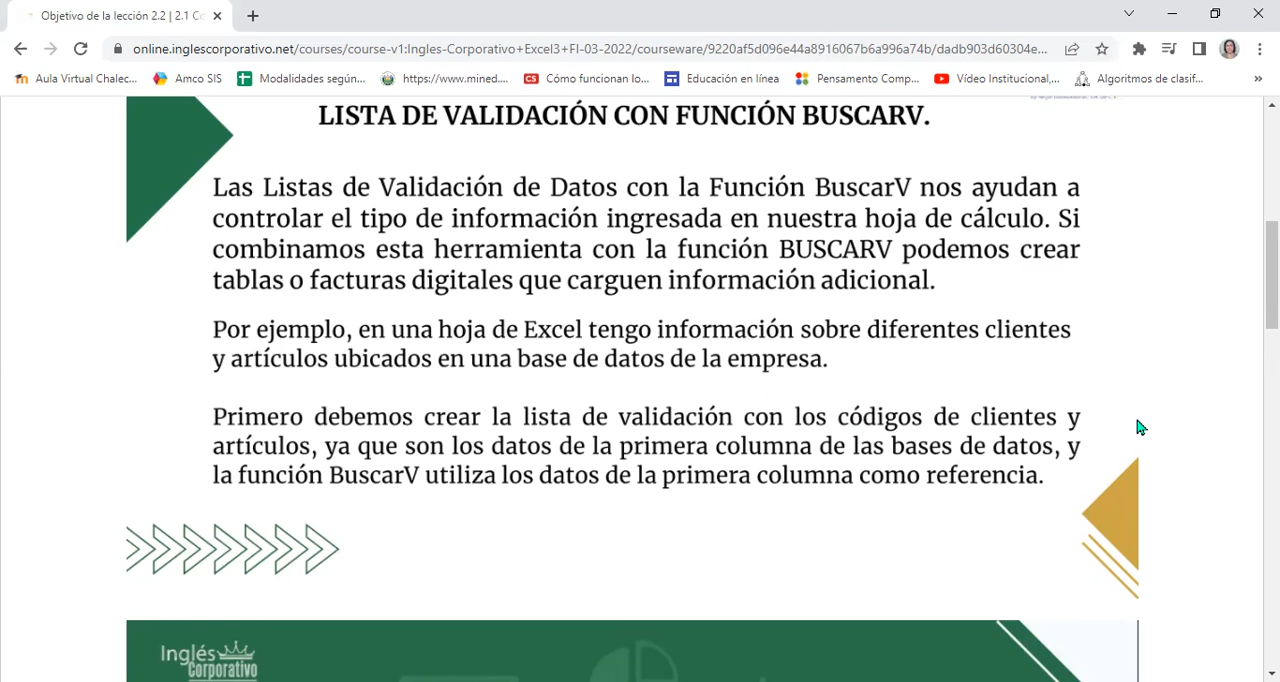 Objetivo de la lección 2.2 | 2.1 Co
online.inglescorporativo.net/courses/course-v1:Ingles-Corporativo+Excel3+FI-03-2022/courseware/9220af5d096e44a8916067b6a996a74b/dadb903d60304e...
Aula Virtual Chalec... Amco SIS Modalidades según... https://www.mined.... CS Cómo funcionan lo... Educación en línea Pensamento Comp... Vídeo Institucional,... Algoritmos de clasif... »
LISTA DE VALIDACIÓN CON FUNCIÓN BUSCARV.
Las Listas de Validación de Datos con la Función BuscarV nos ayudan a
controlar el tipo de información ingresada en nuestra hoja de cálculo. Si
combinamos esta herramienta con la función BUSCARV podemos crear
tablas o facturas digitales que carguen información adicional.
Por ejemplo, en una hoja de Excel tengo información sobre diferentes clientes
y artículos ubicados en una base de datos de la empresa.
Primero debemos crear la lista de validación con los códigos de clientes y
artículos, ya que son los datos de la primera columna de las bases de datos, y
la función BuscarV utiliza los datos de la primera columna como referencia.
Inglés
Corporativo